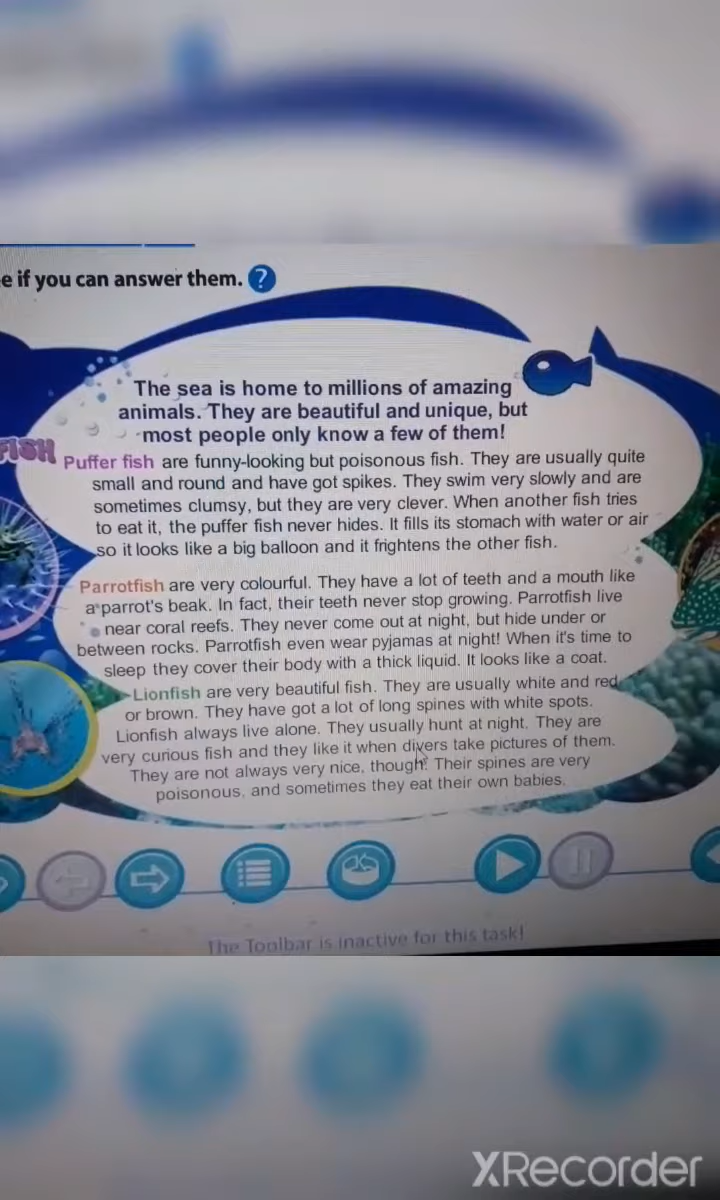 e if you can answer them. ?
The sea is home to millions of amazing
animals. They are beautiful and unique, but
most people only know a few of them!
FISH
Puffer fish are funny-looking but poisonous fish. They are usually quite
small and round and have got spikes. They swim very slowly and are
sometimes clumsy, but they are very clever. When another fish tries
to eat it, the puffer fish never hides. It fills its stomach with water or air
so it looks like a big balloon and it frightens the other fish.
Parrotfish are very colourful. They have a lot of teeth and a mouth like
a parrot's beak. In fact, their teeth never stop growing. Parrotfish live
near coral reefs. They never come out at night, but hide under or
between rocks. Parrotfish even wear pyjamas at night! When it's time to
sleep they cover their body with a thick liquid. It looks like a coat.
Lionfish are very beautiful fish. They are usually white and red
or brown. They have got a lot of long spines with white spots.
Lionfish always live alone. They usually hunt at night. They are
very curious fish and they like it when divers take pictures of them.
They are not always very nice, though. Their spines are very
poisonous, and sometimes they eat their own babies.
The Toolbar is inactive for this task!
XRecorder